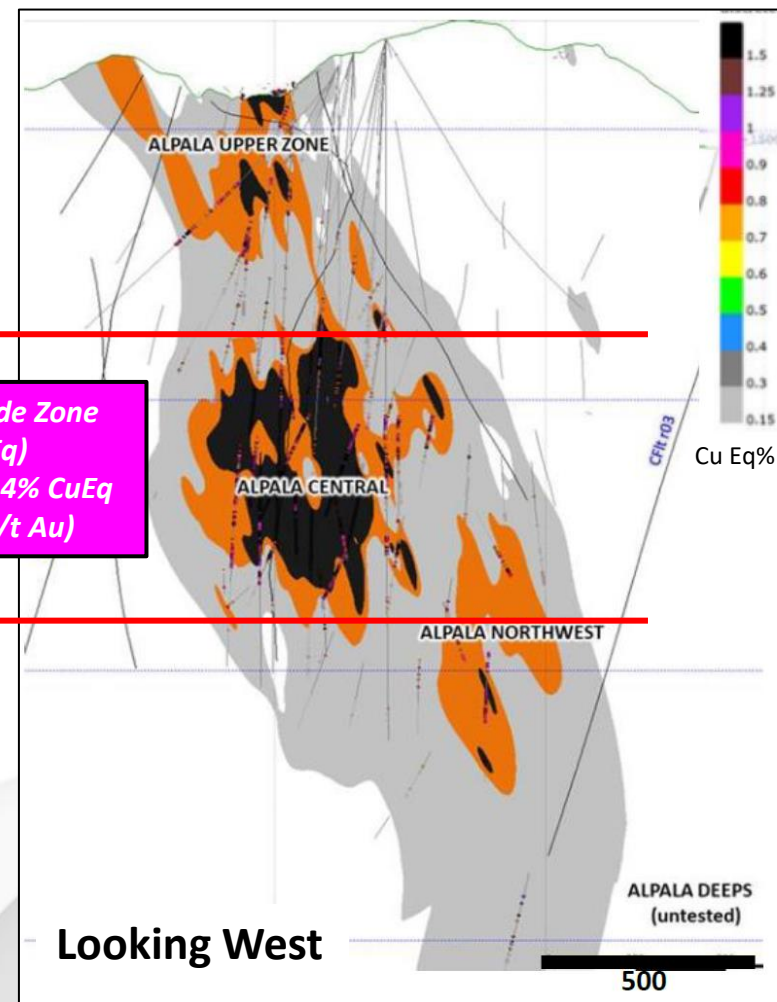 1.5
1.25
1
0.9
0.8
0.7
0.6
0.5
0.4
0.3
0.15
Cu Eq%
ALPALA UPPER ZONE
de Zone
4% CuEq
/t Au)
ALPALA CENTRAL
CFlt r03
ALPALA NORTHWEST
ALPALA DEEPS
(untested)
Looking West
500